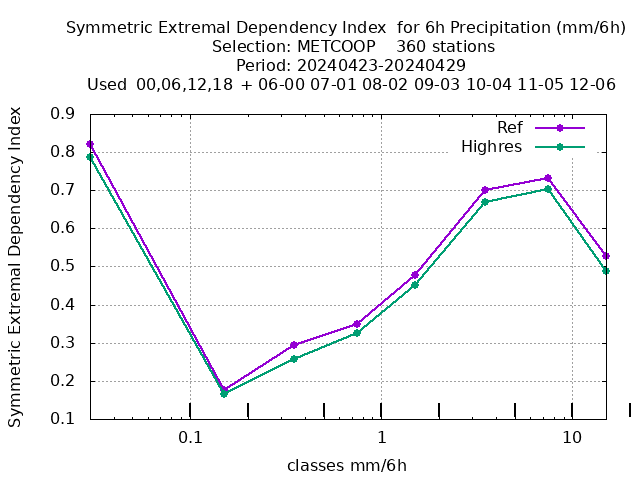 Symmetric Extremal Dependency Index  for 6h Precipitation (mm/6h)
Selection: METCOOP    360 stations
Period: 20240423-20240429
Used  00,06,12,18  + 06-00 07-01 08-02 09-03 10-04 11-05 12-06
Symmetric Extremal Dependency Index
0.9
0.8
0.7
0.6
0.5
0.4
0.3
0.2
0.1
Ref
Highres
0.1 1 10
classes mm/6h